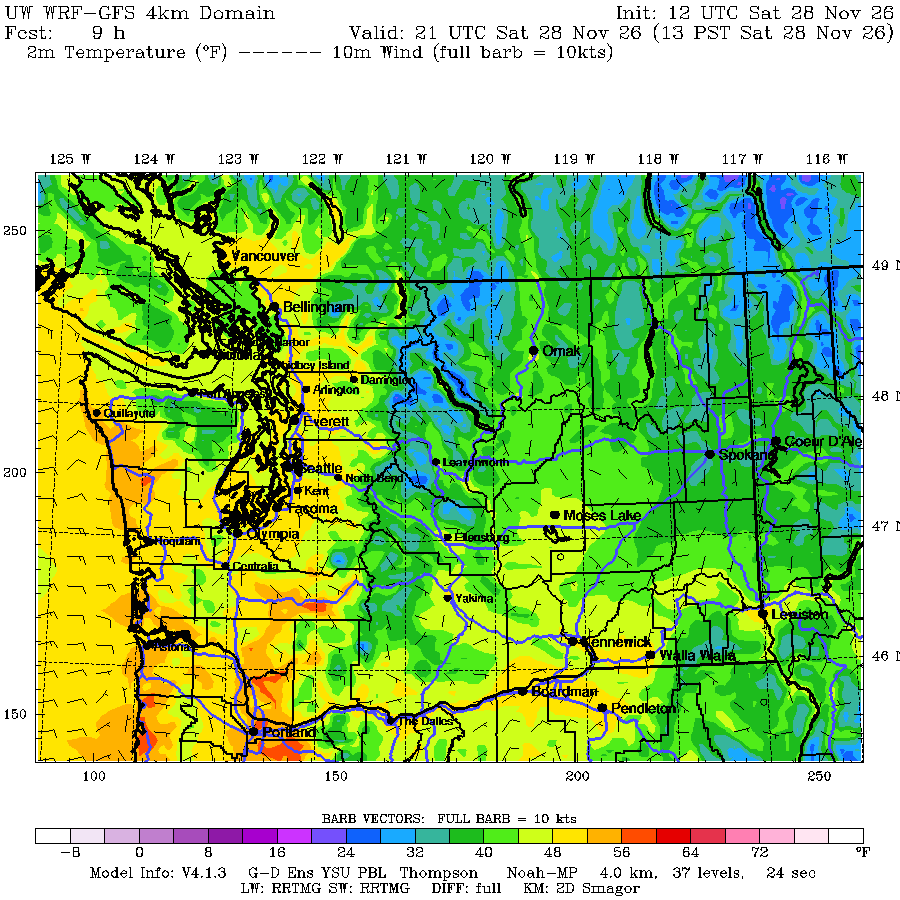 UW WRF-GFS 4km Domain Init: 12 UTC Sat 28 Nov 26
Fcst: 9 h Valid: 21 UTC Sat 28 Nov 26 (13 PST Sat 28 Nov 26)
2m Temperature (°F) ------ 10m Wind (full barb = 10kts)
125 W 124 W 123 W 122 W 121 W 120 W 119 W 118 W 117 W 116 W
250
Vancouver
49 N
Bellingham
Omak
Whidbey Island
Darrington
Arlington
48 N
Quillayute
Port Angeles
Everett
Coeur D'Ale
Spokane
Leavenworth
200
Seattle
North Bend
Kent
Tacoma
Moses Lake
47 N
Olympia
Hoquiam
Ellensburg
Centralia
Yakima
Lewiston
Kennewick
Astoria
Walla Walla
46 N
Boardman
Pendleton
150
The Dalles
Portland
100 150 200 250
BARB VECTORS: FULL BARB = 10 kts
-8 0 8 16 24 32 40 48 56 64 72 °F
Model Info: V4.1.3 G-D Ens YSU PBL Thompson Noah-MP 4.0 km, 37 levels, 24 sec
LW: RRTMG SW: RRTMG DIFF: full KM: 2D Smagor